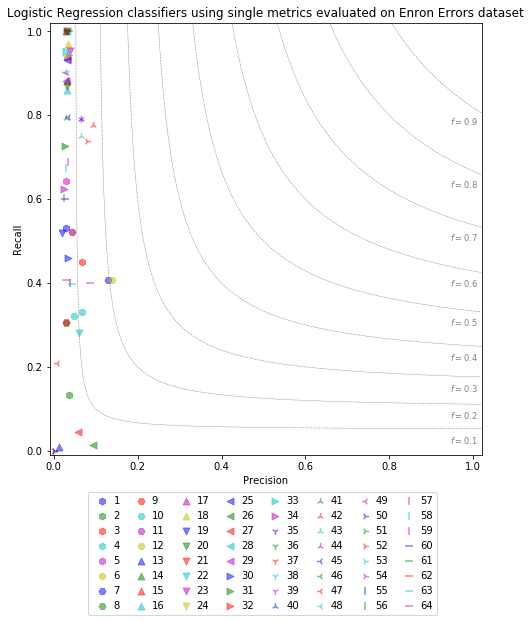 Logistic Regression classifiers using single metrics evaluated on Enron Errors dataset
1.0
f = 0.9
0.8
f = 0.8
0.6
f = 0.7
f = 0.6
0.4
f = 0.5
f = 0.4
0.2
f = 0.3
f = 0.2
0.0
f = 0.1
Recall
0.0 0.2 0.4 0.6 0.8 1.0
Precision
1 9 17 25 33 41 49 57
2 10 18 26 34 42 50 58
3 11 19 27 35 43 51 59
4 12 20 28 36 44 52 60
5 13 21 29 37 45 53 61
6 14 22 30 38 46 54 62
7 15 23 31 39 47 55 63
8 16 24 32 40 48 56 64